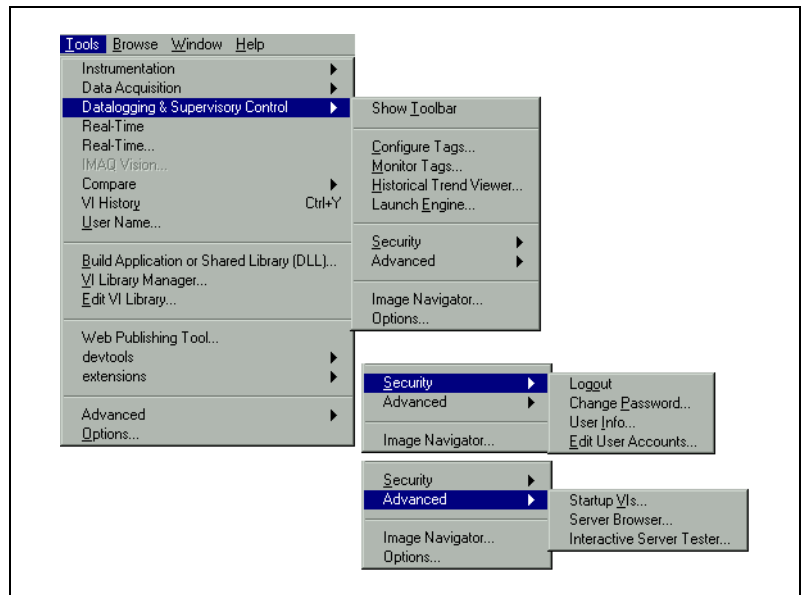 Tools Browse Window Help
Instrumentation
Data Acquisition
Datalogging & Supervisory Control
Real-Time
Real-Time...
IMAQ Vision...
Compare
VI History Ctrl+Y
User Name...
Build Application or Shared Library (DLL)...
VI Library Manager...
Edit VI Library...
Web Publishing Tool...
devtools
extensions
Advanced
Options...
Show Toolbar
Configure Tags...
Monitor Tags...
Historical Trend Viewer...
Launch Engine...
Security
Advanced
Image Navigator...
Options...
Security
Advanced
Image Navigator...
Logout
Change Password...
User Info...
Edit User Accounts...
Security
Advanced
Image Navigator...
Options...
Startup VIs...
Server Browser...
Interactive Server Tester...